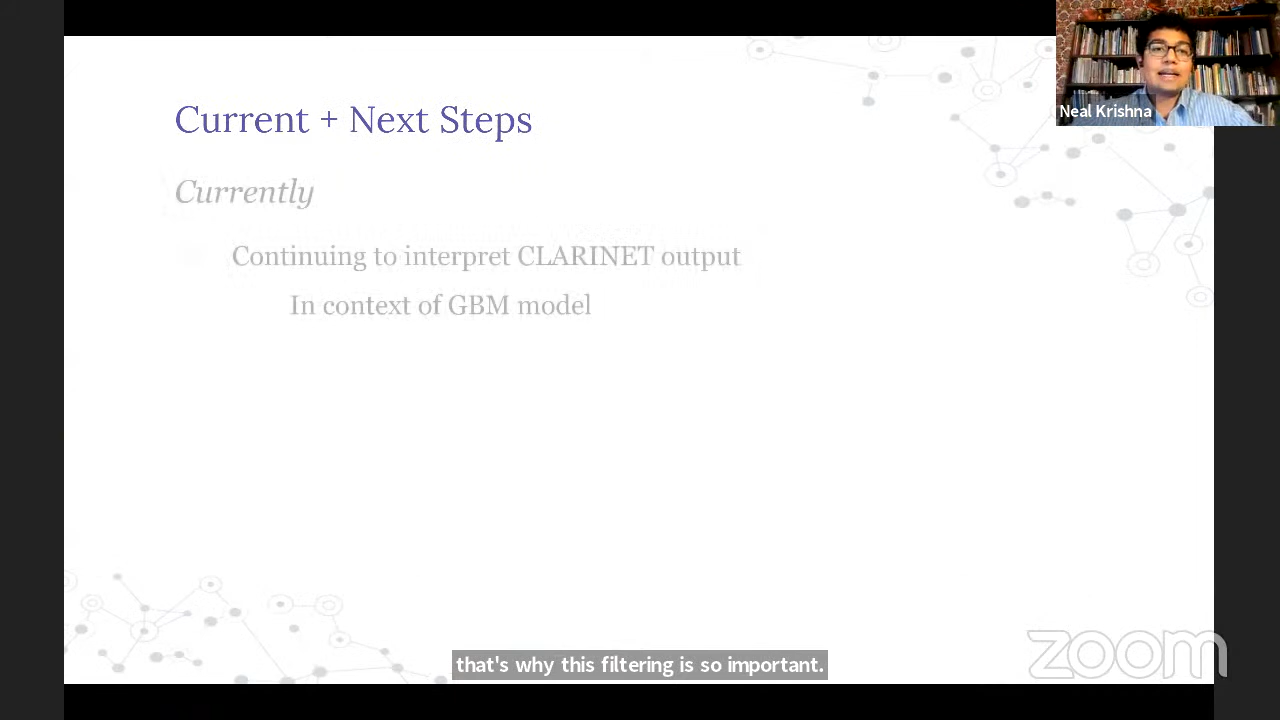 Neal Krishna
Current + Next Steps
Currently
Continuing to interpret CLARINET output
In context of GBM model
that's why this filtering is so important.
zoom